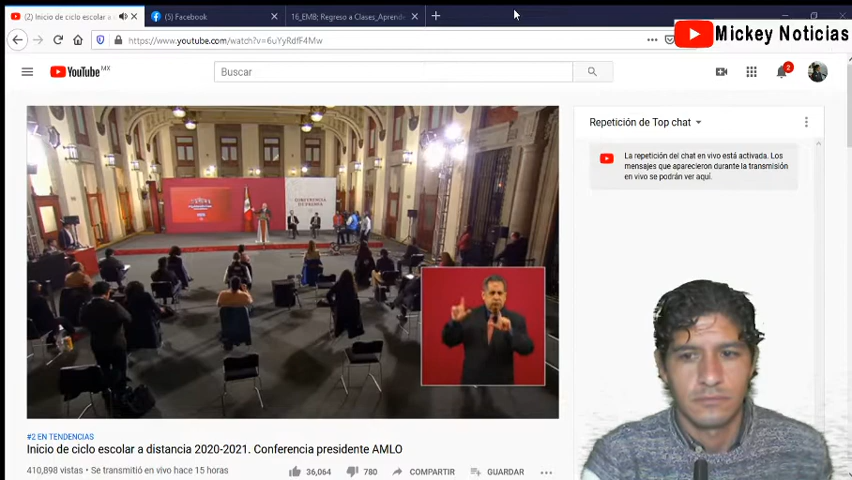 (2) Inicio de ciclo escolar a
(5) Facebook
16_EM8; Regreso a Clases_Aprend
Mickey Noticias
https://www.youtube.com/watch?v=6uYyRdfF4Mw
YouTube MX
Buscar
2
Repetición de Top chat
La repetición del chat en vivo está activada. Los
mensajes que aparecieron durante la transmisión
en vivo se podrán ver aquí.
CONFERENCIA
DE PRENSA
#2 EN TENDENCIAS
Inicio de ciclo escolar a distancia 2020-2021. Conferencia presidente AMLO
410,898 vistas • Se transmitió en vivo hace 15 horas
36,064
780
COMPARTIR
GUARDAR